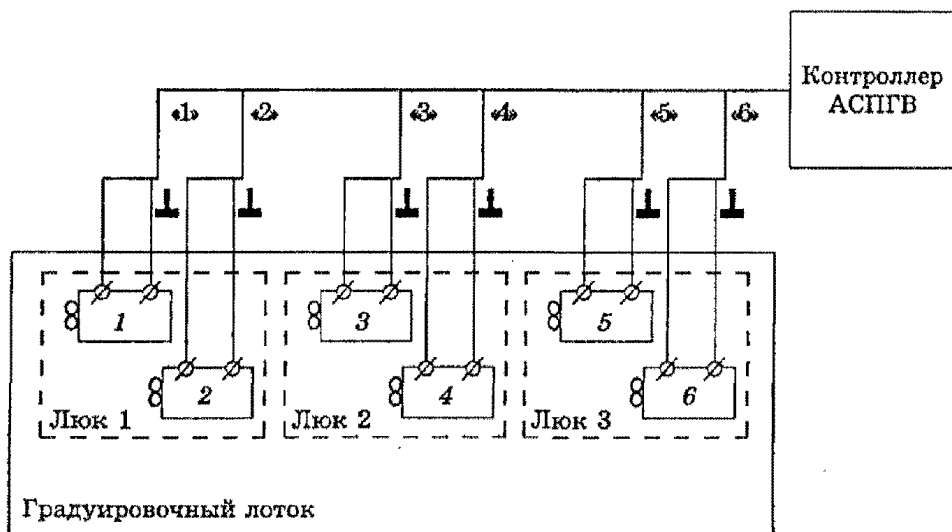 Контроллер
АСПГВ
«1» «2» «3» «4» «5» «6»
1 3 5
2 4 6
Люк 1 Люк 2 Люк 3
Градуировочный лоток